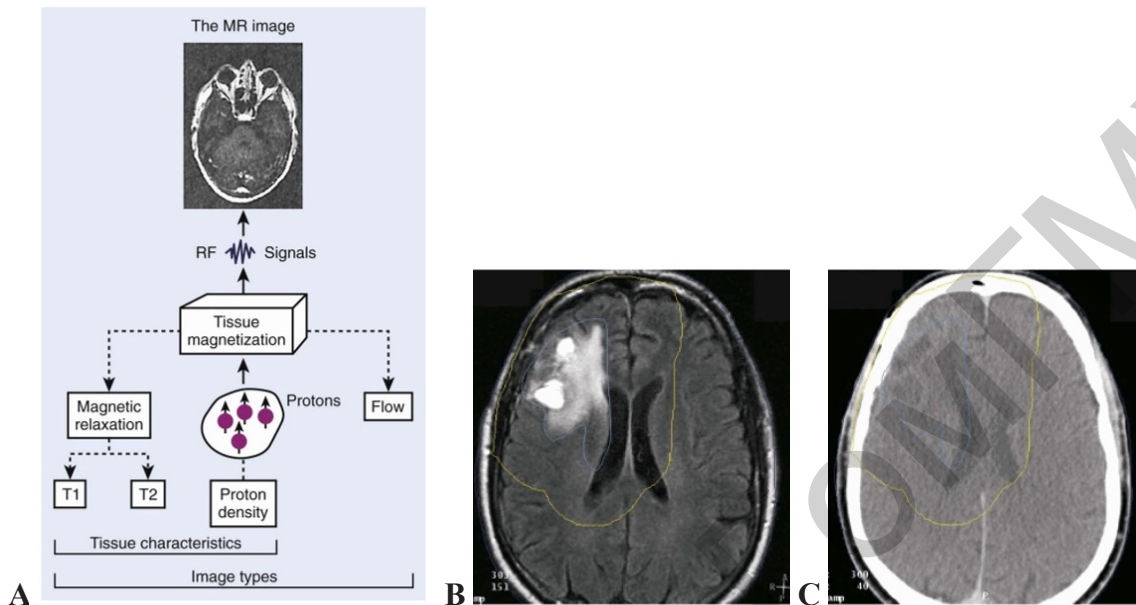 The MR image
RF
Signals
Tissue
magnetization
Magnetic
relaxation
Protons
Flow
T1
T2
Proton
density
Tissue characteristics
Image types
A
B
C
P